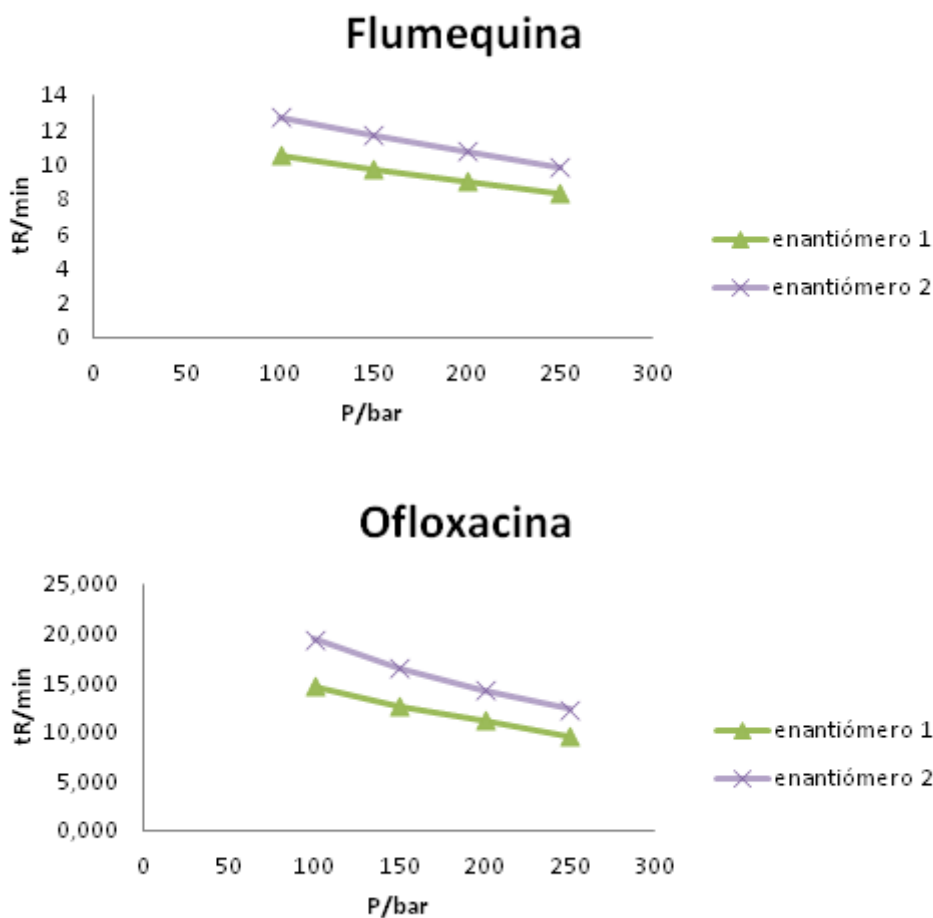 Flumequina
14
12
10
8
6
4
2
0
tR/min
0 50 100 150 200 250 300
P/bar
enantiómero 1
enantiómero 2
Ofloxacina
25,000
20,000
15,000
10,000
5,000
0,000
tR/min
0 50 100 150 200 250 300
P/bar
enantiómero 1
enantiómero 2